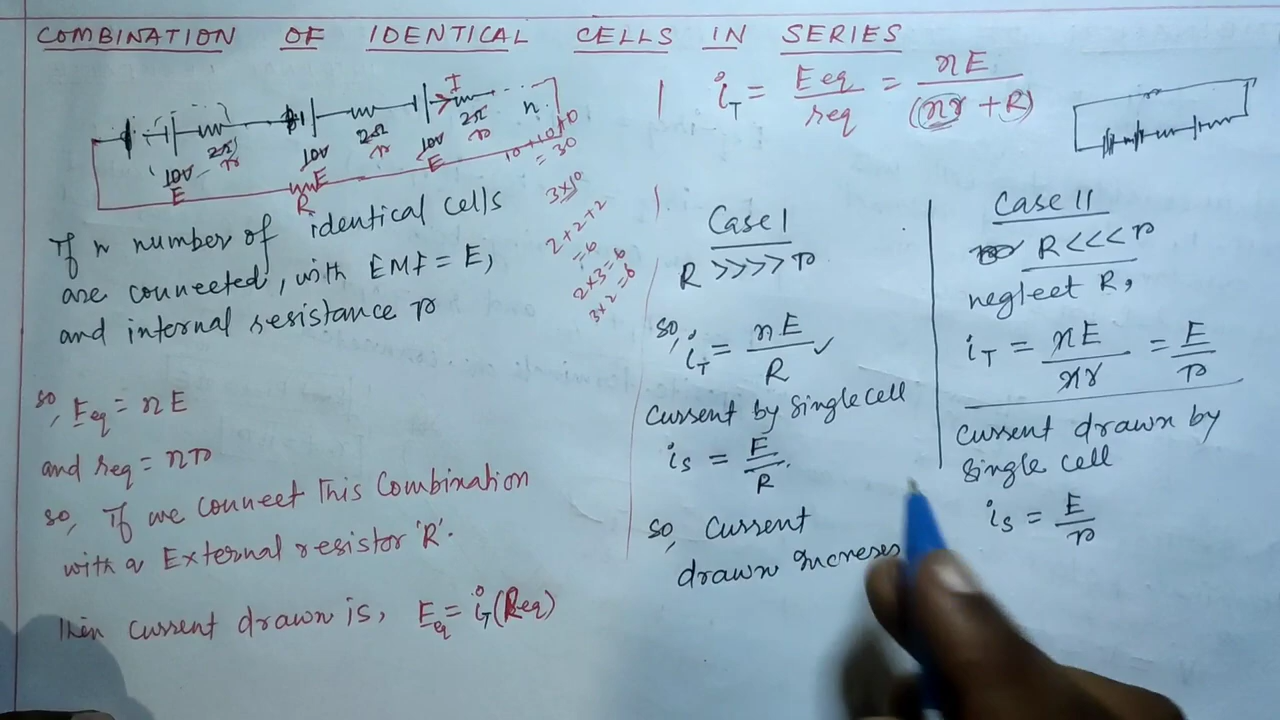 COMBINATION OF IDENTICAL CELLS IN SERIES
I
n
2Ω 2Ω 2Ω
r r r
10V 10V 10V
E E E
R
10+10+10
= 30
3×10
2+2+2
= 6
2×3=6
3×2=6
If n number of identical cells
are conneeted, with EMF = E,
and internal resistance r
so, Eeq = nE
and req = nr
so, If we conneet This Combination
with a External resistor 'R'.
Then current drawn is, Eeq = iT(Req)
iT = Eeq/req = nE/(nr + R)
Case I
R >>>> r
so, iT = nE/R ✓
Current by single cell
is = E/R.
so, Current
drawn increses
Case II
R <<< r
negleet R,
iT = nE/nr = E/r
Current drawn by
single cell
is = E/r